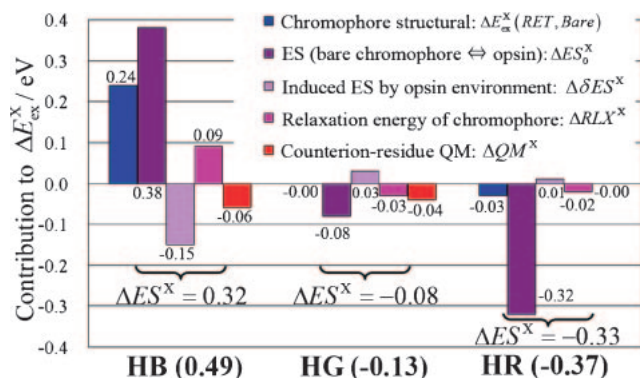 Contribution to ΔE_ex^X / eV
0.4
0.3
0.2
0.1
0.0
-0.1
-0.2
-0.3
-0.4
Chromophore structural: ΔE_ex^X (RET, Bare)
ES (bare chromophore ⇔ opsin): ΔES_0^X
Induced ES by opsin environment: ΔδES^X
Relaxation energy of chromophore: ΔRLX^X
Counterion-residue QM: ΔQM^X
0.24
0.38
-0.15
0.09
-0.06
-0.00
-0.08
0.03
-0.03
-0.04
-0.03
-0.32
0.01
-0.02
-0.00
ΔES^X = 0.32
ΔES^X = −0.08
ΔES^X = −0.33
HB (0.49) HG (-0.13) HR (-0.37)